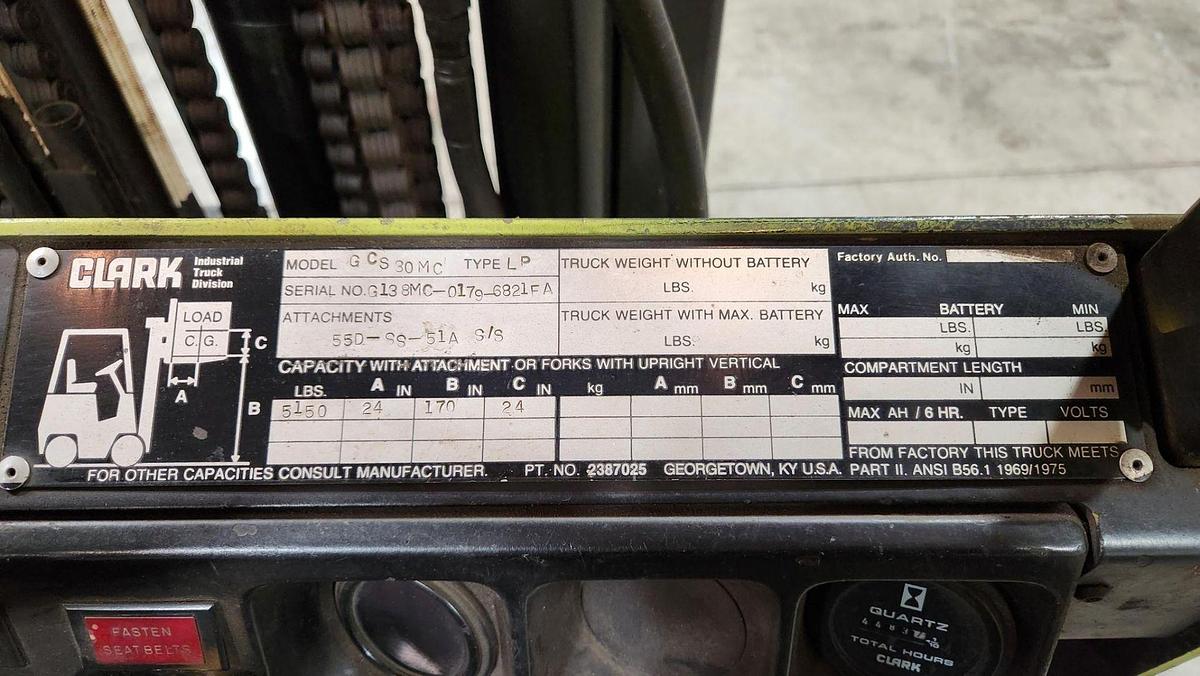 CLARK Industrial
Truck
Division
LOAD
C. G.
C
A
B
MODEL GCS 30MC TYPE LP
SERIAL NO. G138MC-0179-6821FA
ATTACHMENTS
55D-SS-51A S/S
TRUCK WEIGHT WITHOUT BATTERY
LBS. kg
TRUCK WEIGHT WITH MAX. BATTERY
LBS. kg
CAPACITY WITH ATTACHMENT OR FORKS WITH UPRIGHT VERTICAL
LBS. A IN B IN C IN kg A mm B mm C mm
5150 24 170 24
Factory Auth. No.
MAX BATTERY MIN
LBS. LBS.
kg kg
COMPARTMENT LENGTH
IN mm
MAX AH / 6 HR. TYPE VOLTS
FROM FACTORY THIS TRUCK MEETS
FOR OTHER CAPACITIES CONSULT MANUFACTURER. PT. NO. 2387025 GEORGETOWN, KY U.S.A. PART II. ANSI B56.1 1969/1975
FASTEN
SEAT BELTS
QUARTZ
TOTAL HOURS
CLARK